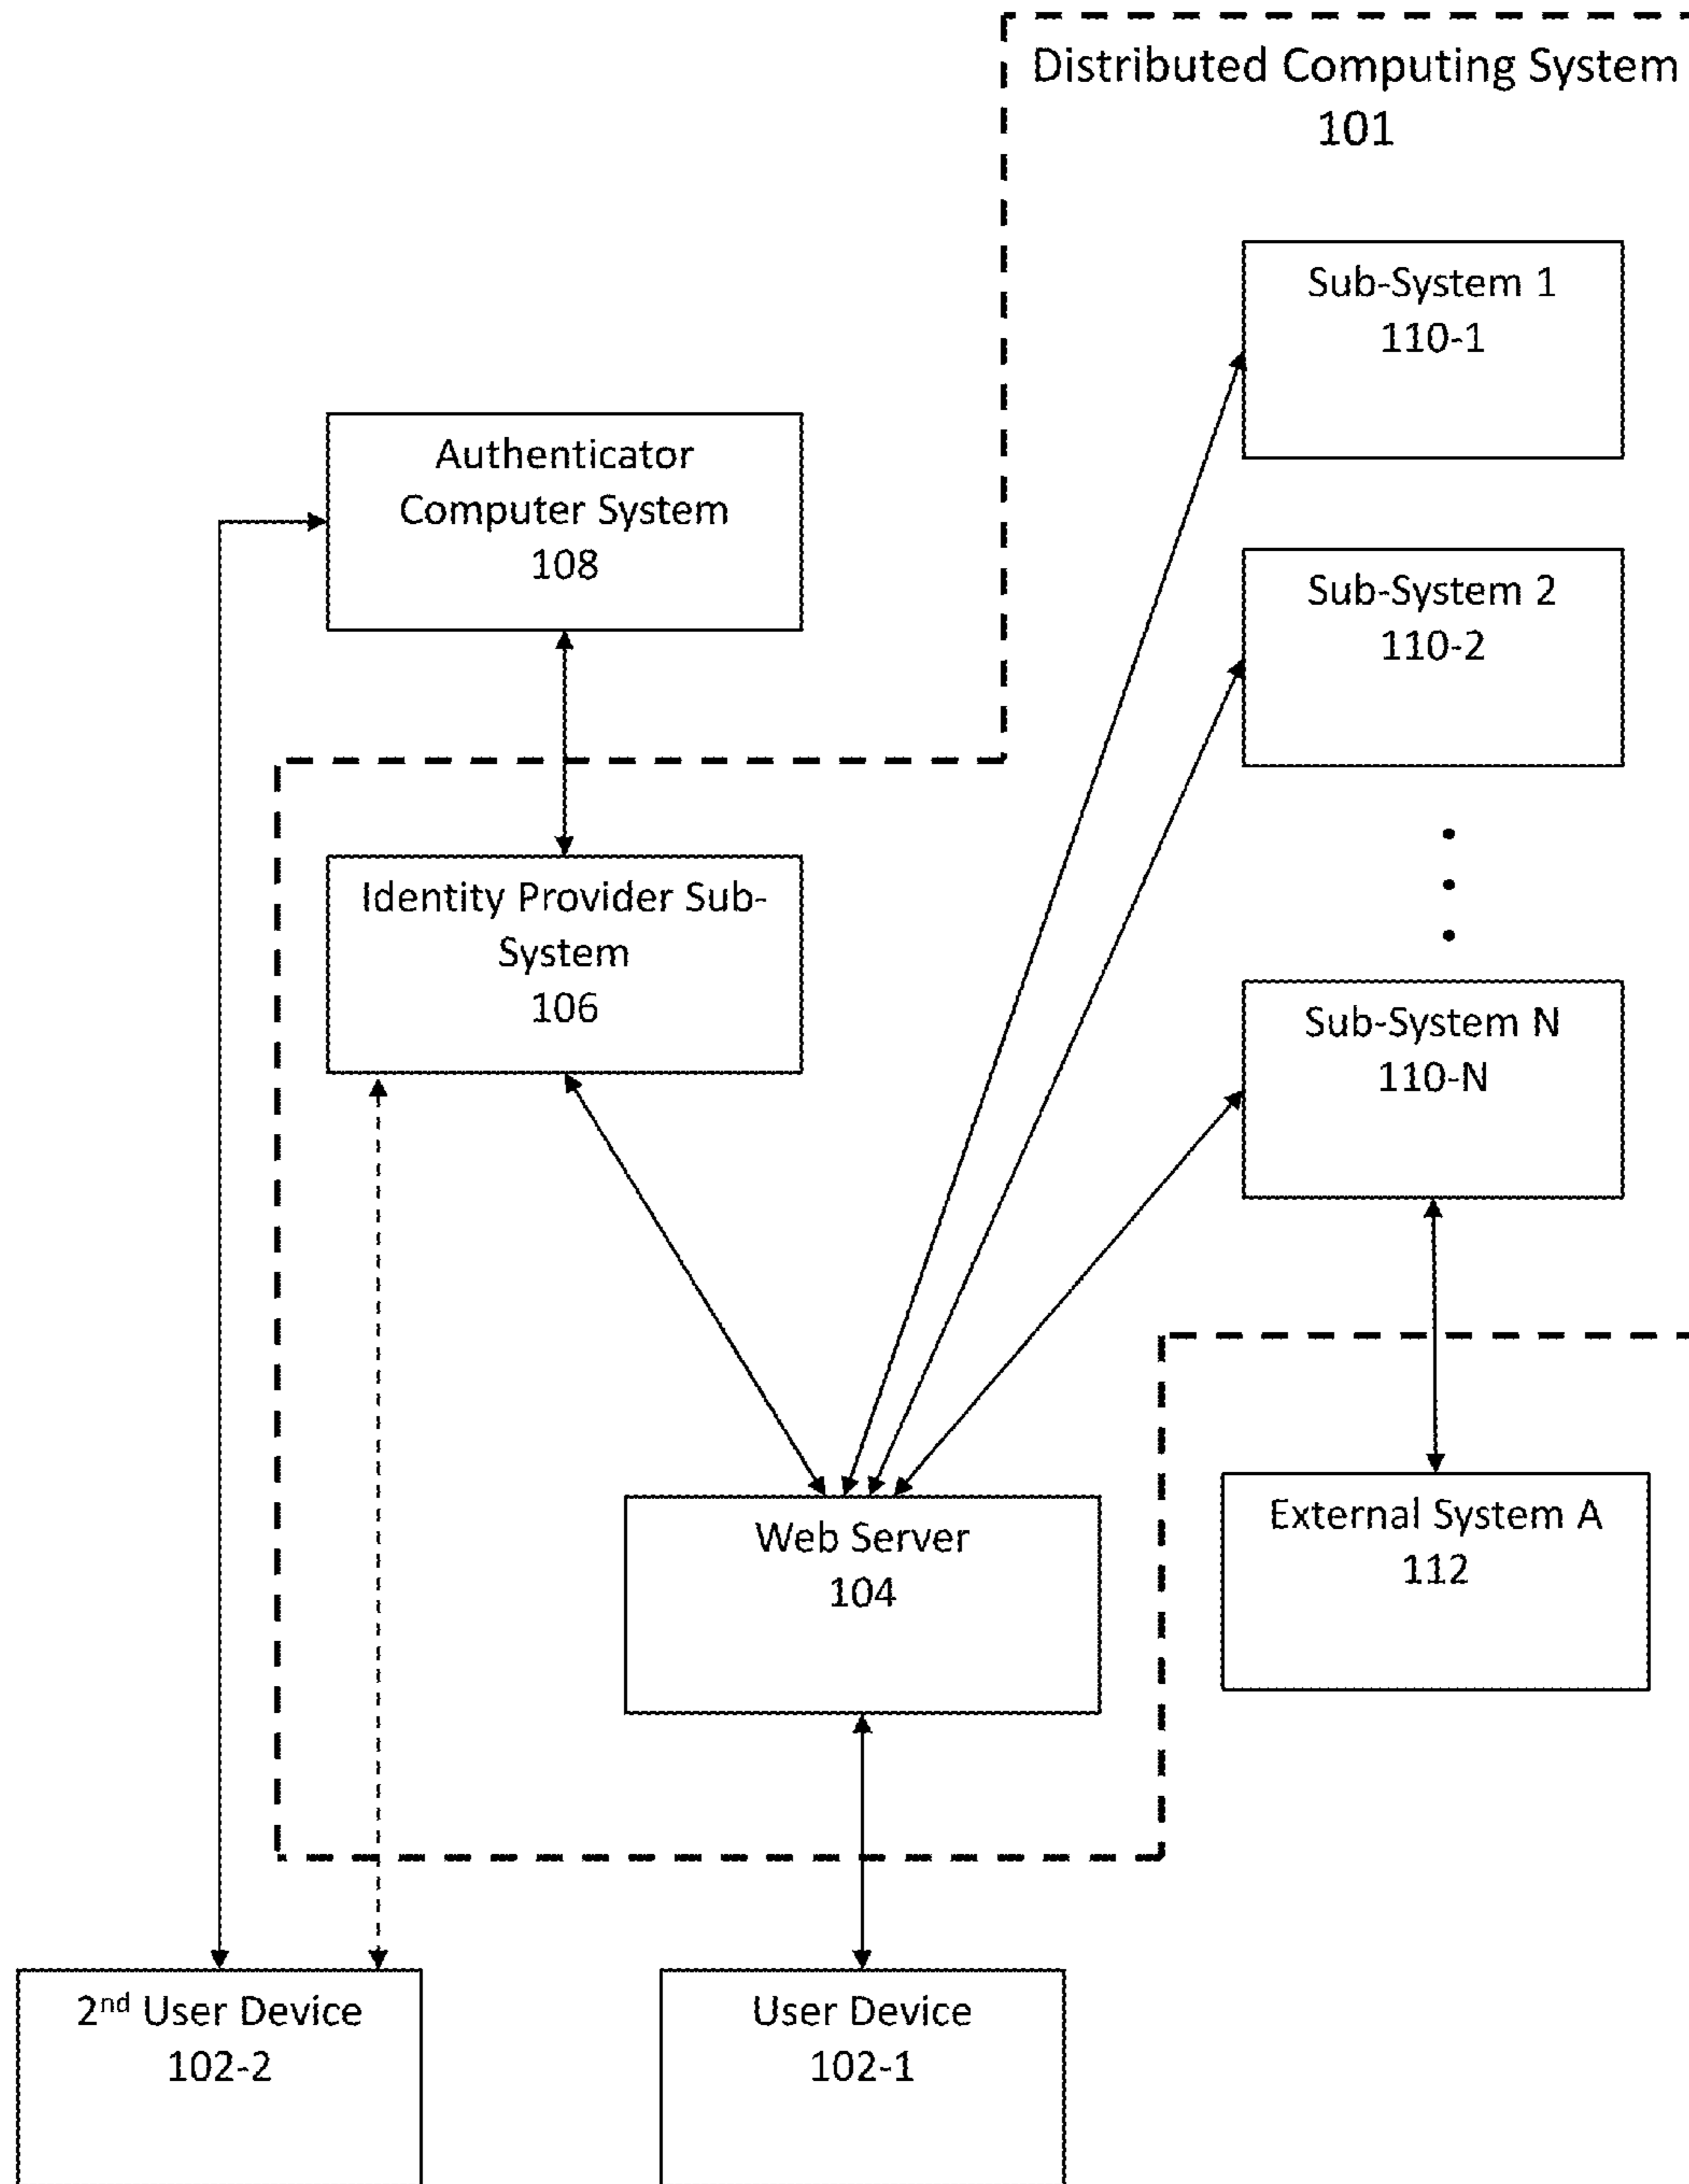 Distributed Computing System
101
Sub-System 1
110-1
Authenticator
Computer System
108
Sub-System 2
110-2
Identity Provider Sub-
System
106
Sub-System N
110-N
Web Server
104
External System A
112
2nd User Device
102-2
User Device
102-1